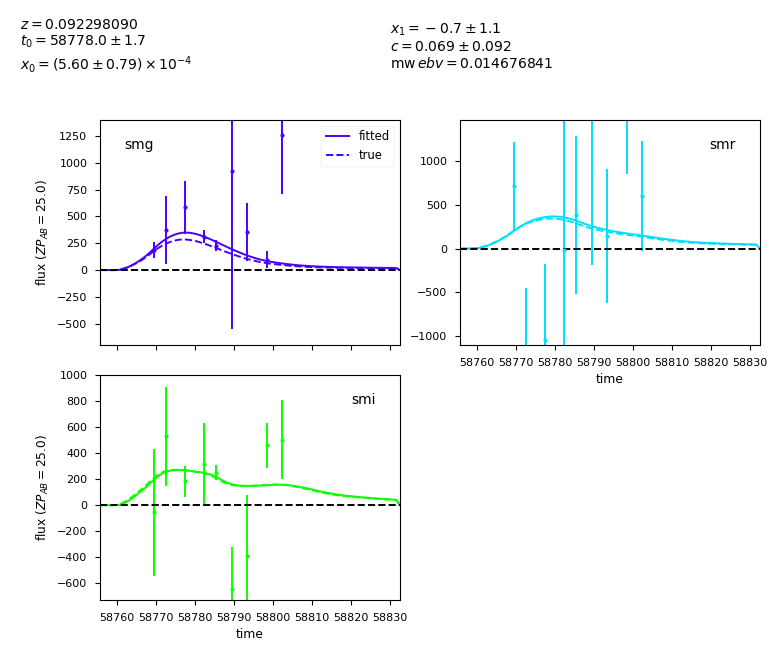 z = 0.092298090
t0 = 58778.0 ± 1.7
x0 = (5.60 ± 0.79) × 10^−4
x1 = − 0.7 ± 1.1
c = 0.069 ± 0.092
mwebv = 0.014676841
smg
fitted
true
1250
1000
750
500
250
0
−250
−500
flux (ZP_AB = 25.0)
smr
1000
500
0
−500
−1000
58760 58770 58780 58790 58800 58810 58820 58830
time
smi
1000
800
600
400
200
0
−200
−400
−600
flux (ZP_AB = 25.0)
58760 58770 58780 58790 58800 58810 58820 58830
time